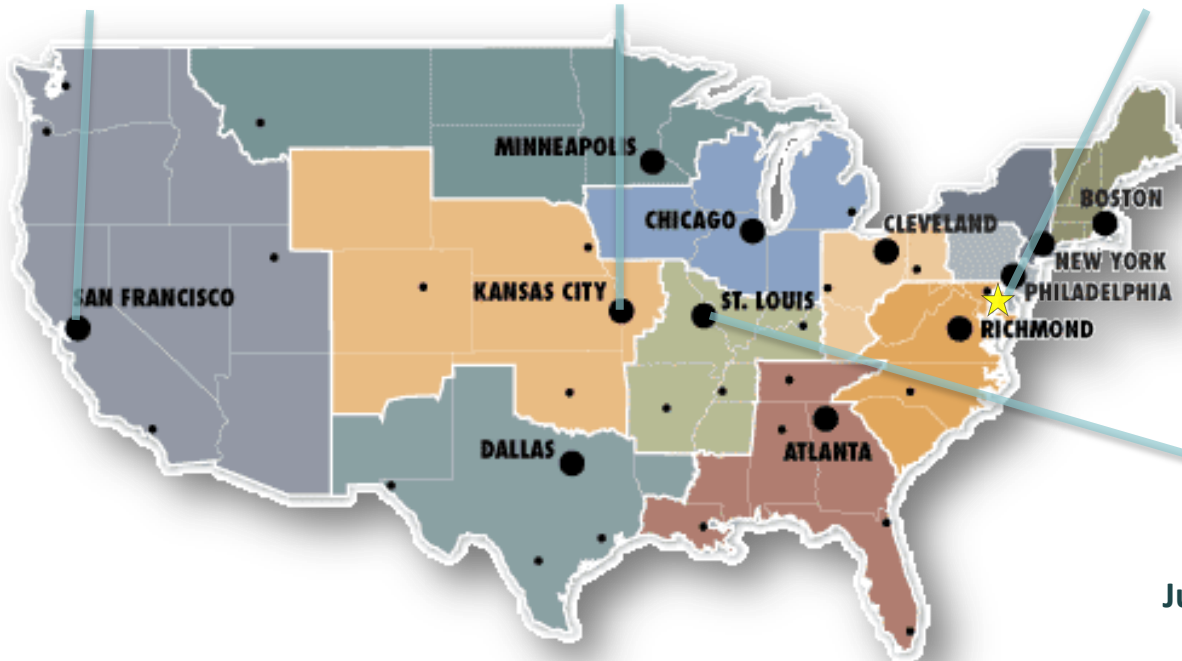 MINNEAPOLIS
BOSTON
CHICAGO
CLEVELAND
NEW YORK
KANSAS CITY
PHILADELPHIA
SAN FRANCISCO
ST. LOUIS
RICHMOND
DALLAS
ATLANTA